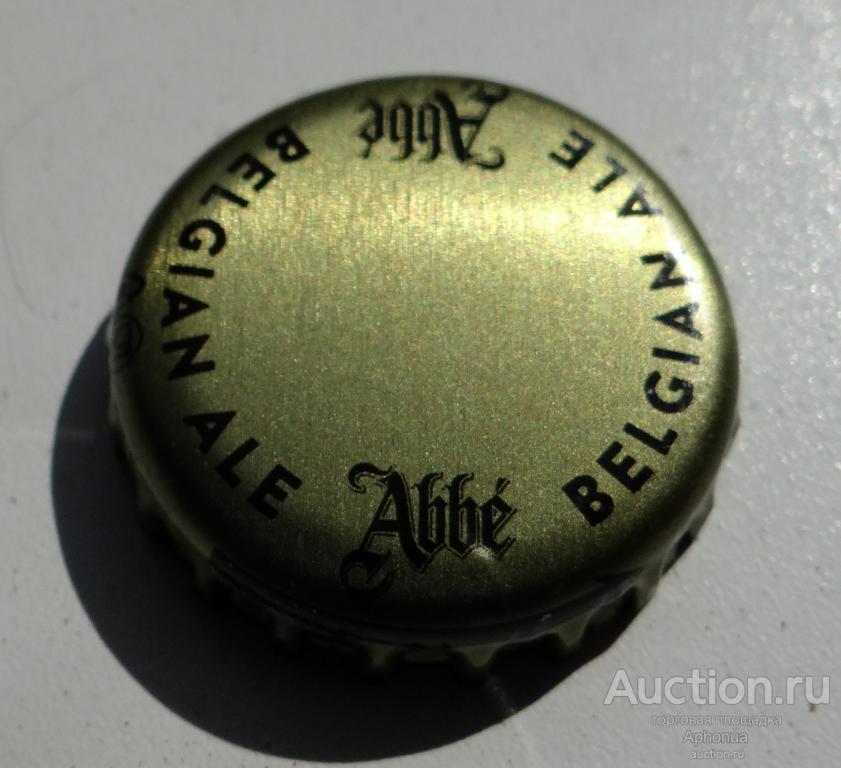 Abbé
BELGIAN ALE
Abbé
BELGIAN ALE
Auction.ru
торговая площадка
Aphonua
auction.ru